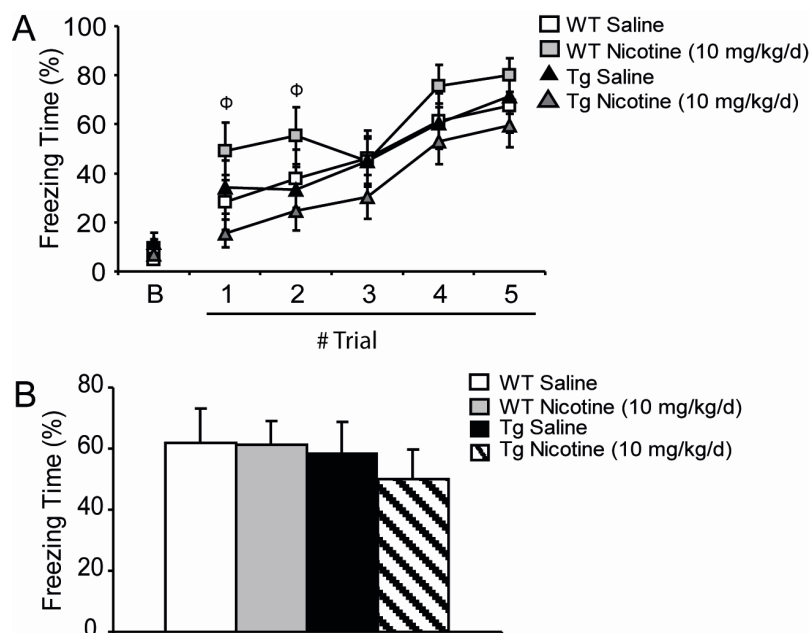 A
100
80
60
40
20
0
Freezing Time (%)
Φ Φ
B 1 2 3 4 5
# Trial
WT Saline
WT Nicotine (10 mg/kg/d)
Tg Saline
Tg Nicotine (10 mg/kg/d)
B
80
60
40
20
0
Freezing Time (%)
WT Saline
WT Nicotine (10 mg/kg/d)
Tg Saline
Tg Nicotine (10 mg/kg/d)